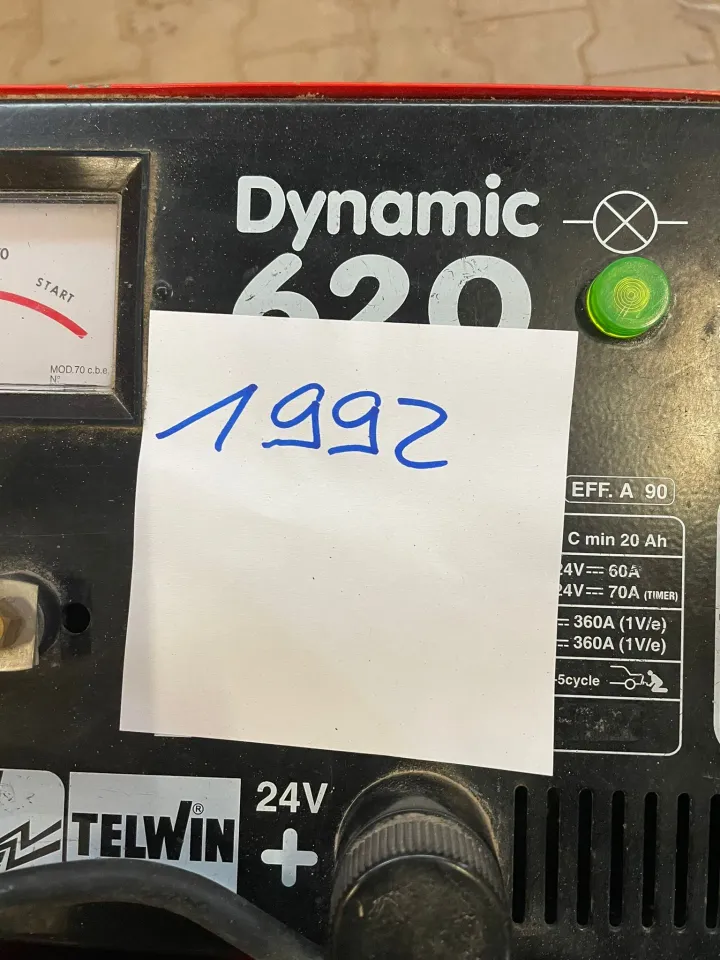 Dynamic
620
START
MOD.70 c.b.e.
N°
1992
EFF. A 90
C min 20 Ah
24V 60A
24V 70A (TIMER)
360A (1V/e)
360A (1V/e)
5cycle
TELWIN®
24V
+